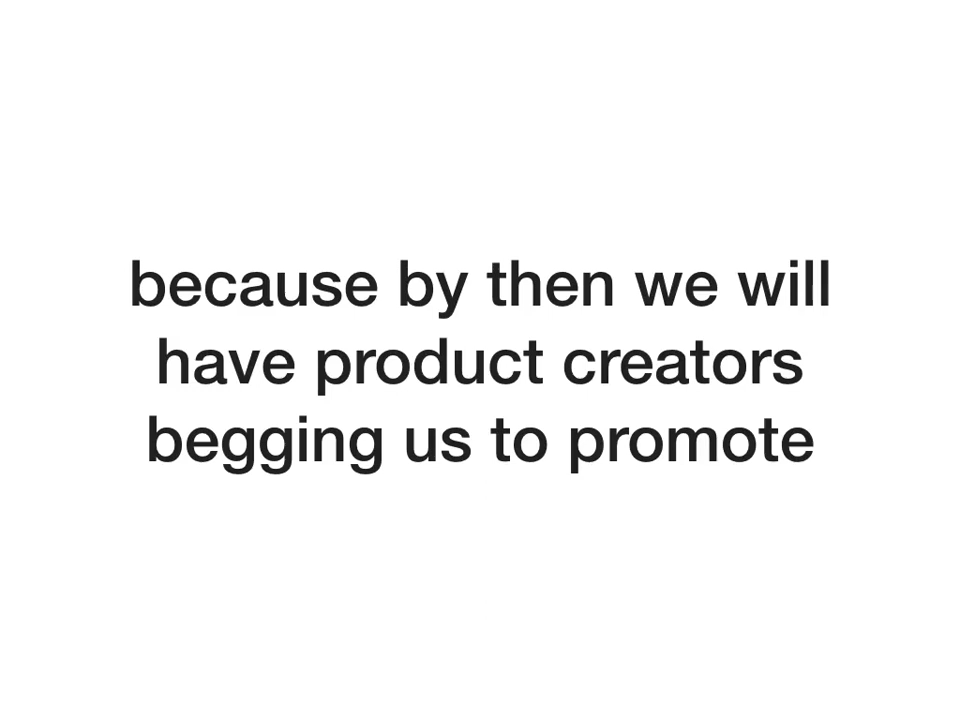 because by then we will
have product creators
begging us to promote